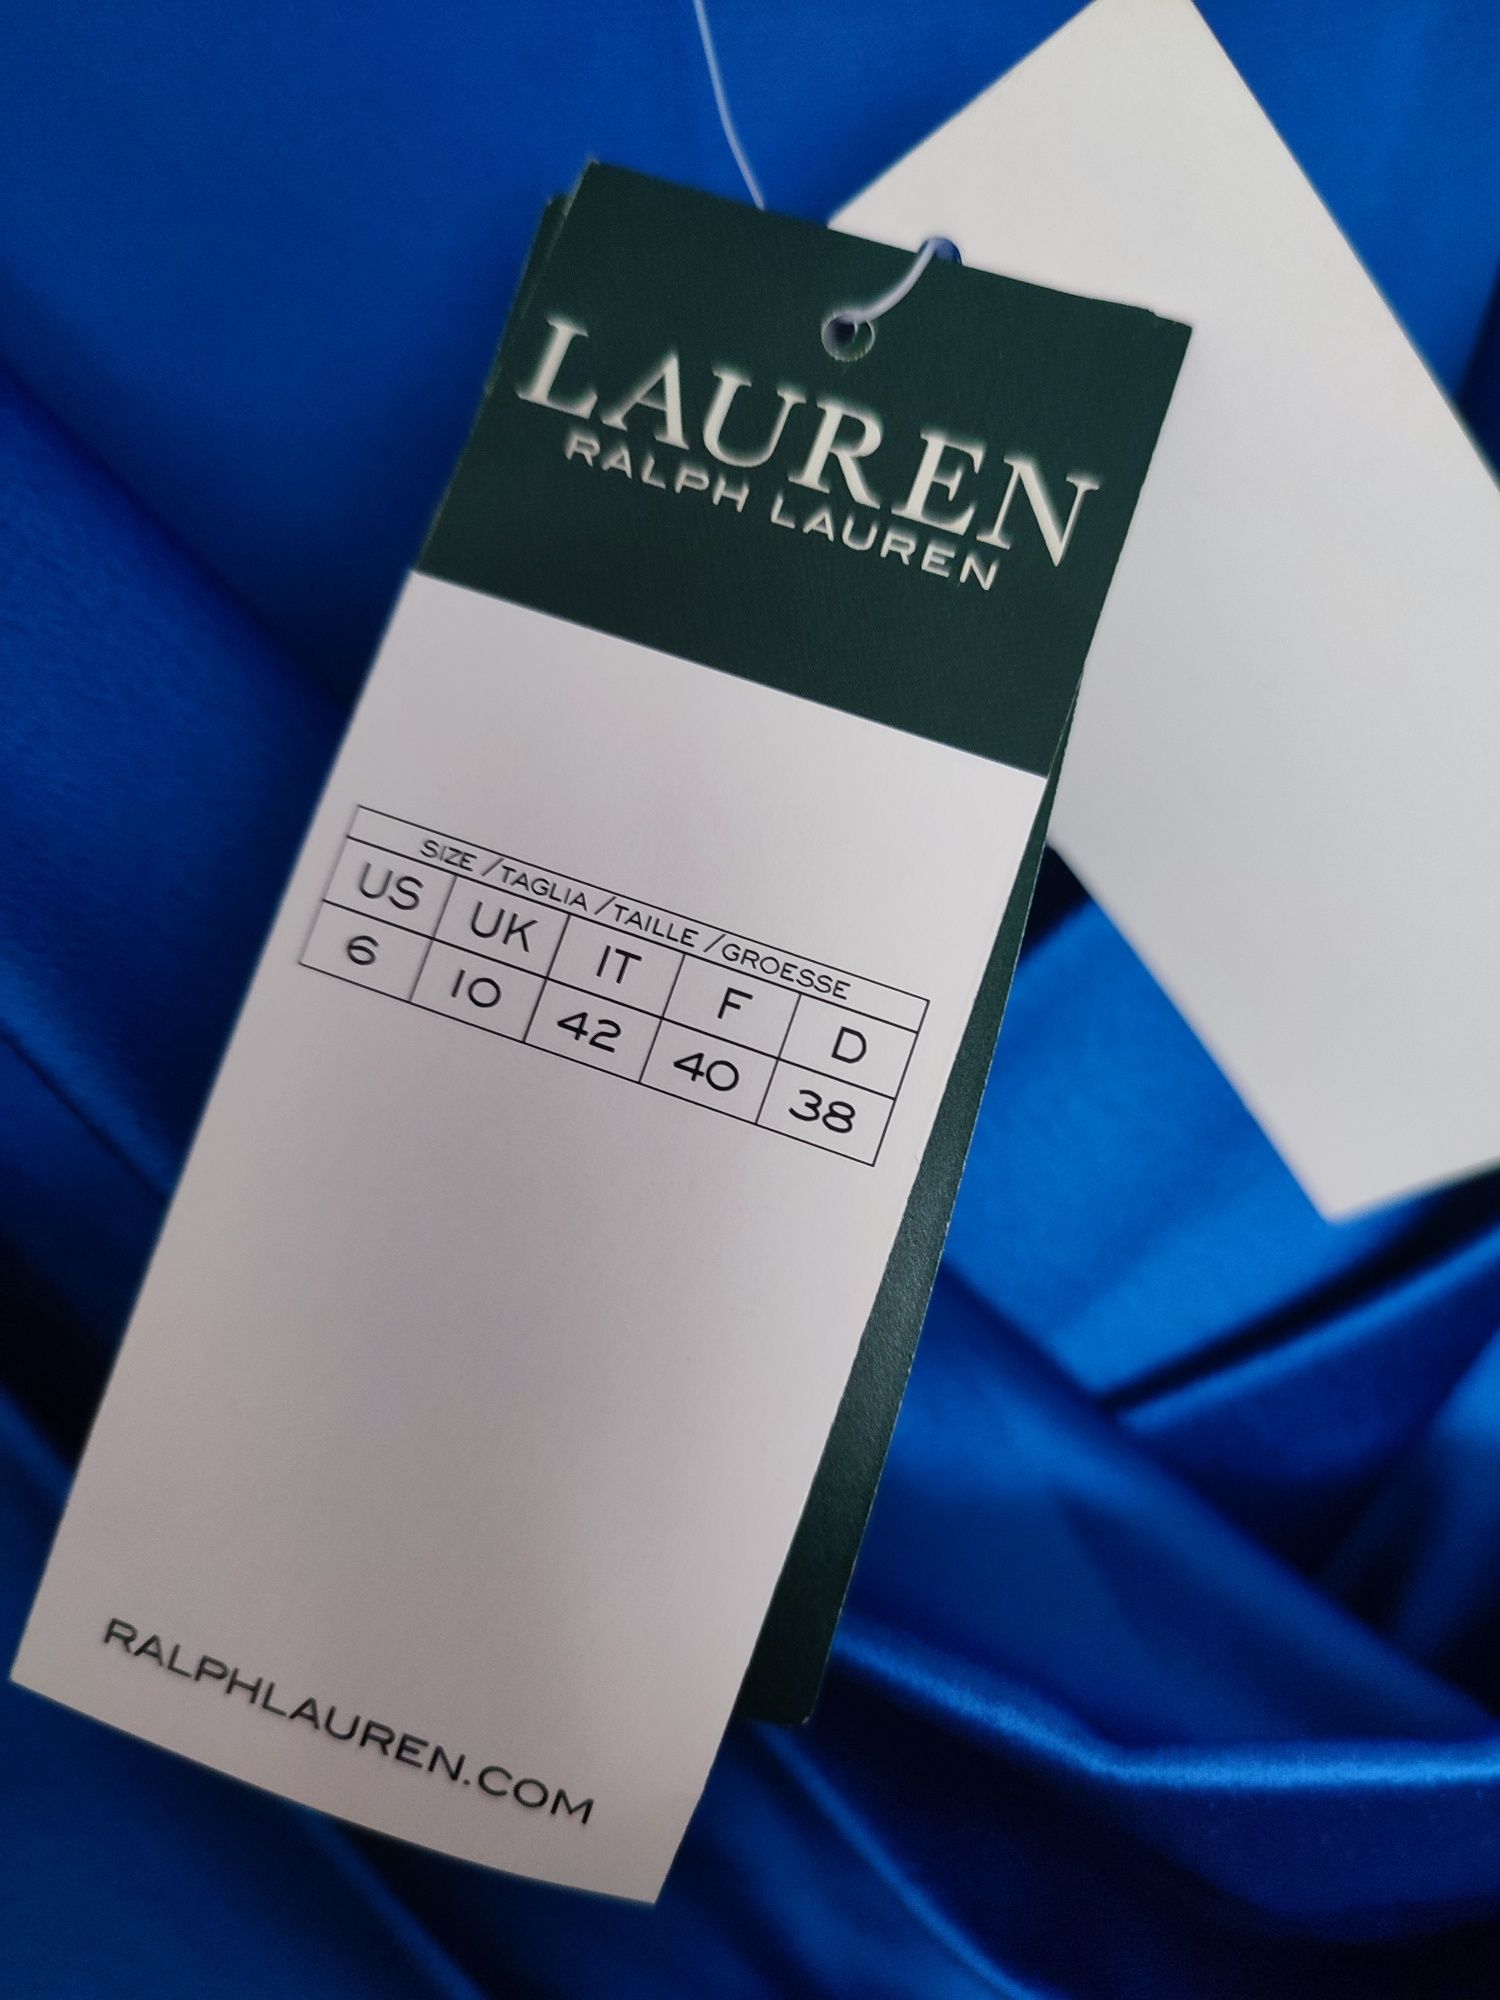 LAUREN
RALPH LAUREN
SIZE /TAGLIA /TAILLE /GROESSE
US UK IT F D
6 10 42 40 38
RALPHLAUREN.COM